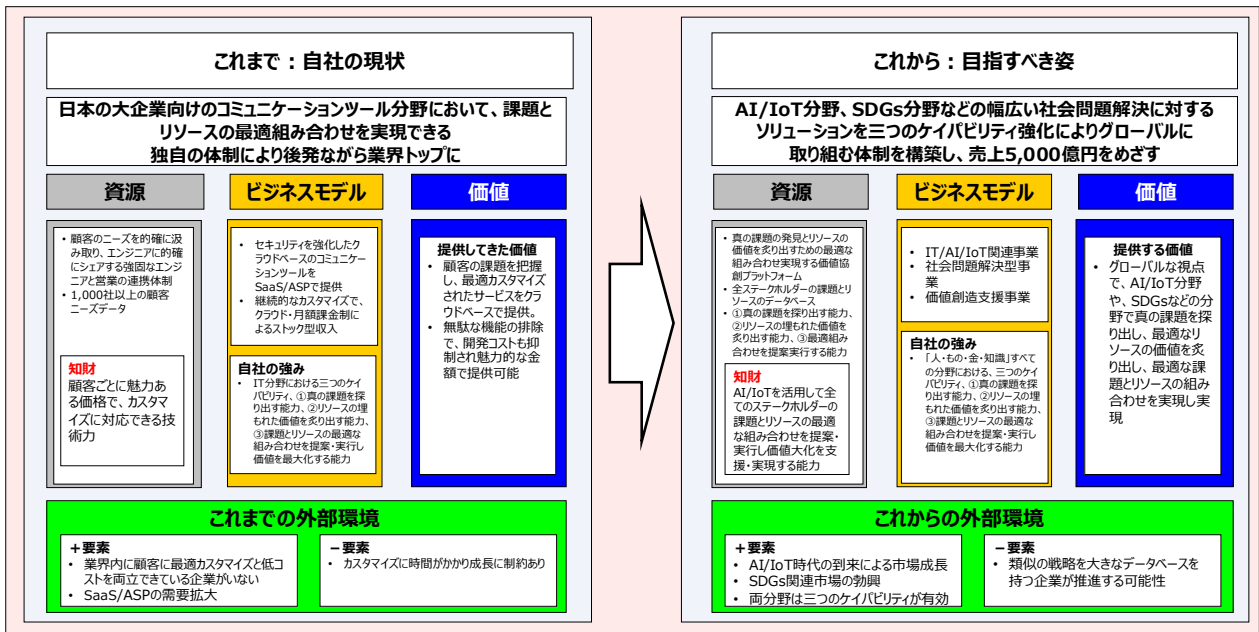 これまで：自社の現状
日本の大企業向けのコミュニケーションツール分野において、課題と
リソースの最適組み合わせを実現できる
独自の体制により後発ながら業界トップに
資源
ビジネスモデル
価値
• 顧客のニーズを的確に汲
み取り、エンジニアに的確
にシェアする強固なエンジ
ニアと営業の連携体制
• 1,000社以上の顧客
ニーズデータ
知財
顧客ごとに魅力あ
る価格で、カスタマ
イズに対応できる技
術力
• セキュリティを強化したク
ラウドベースのコミュニケー
ションツールを
SaaS/ASPで提供
• 継続的なカスタマイズで、
クラウド・月額課金制に
よるストック型収入
自社の強み
• IT分野における三つのケイ
パビリティ、①真の課題を探
り出す能力、②リソースの埋
もれた価値を炙り出す能力、
③課題とリソースの最適な
組み合わせを提案・実行し
価値を最大化する能力
提供してきた価値
• 顧客の課題を把握
し、最適カスタマイズ
されたサービスをクラ
ウドベースで提供。
• 無駄な機能の排除
で、開発コストも抑
制され魅力的な金
額で提供可能
これまでの外部環境
＋要素
• 業界内に顧客に最適カスタマイズと低コ
ストを両立できている企業がいない
• SaaS/ASPの需要拡大
－要素
• カスタマイズに時間がかかり成長に制約あり
これから：目指すべき姿
AI/IoT分野、SDGs分野などの幅広い社会問題解決に対する
ソリューションを三つのケイパビリティ強化によりグローバルに
取り組む体制を構築し、売上5,000億円をめざす
資源
ビジネスモデル
価値
• 真の課題の発見とリソースの
価値を炙り出すための最適な
組み合わせ実現する価値協
創プラットフォーム
• 全ステークホルダーの課題とリ
ソースのデータベース
• ①真の課題を探り出す能力、
②リソースの埋もれた価値を
炙り出す能力、③最適組み
合わせを提案実行する能力
知財
AI/IoTを活用して全
てのステークホルダーの
課題とリソースの最適
な組み合わせを提案・
実行し価値大化を支
援・実現する能力
• IT/AI/IoT関連事業
• 社会問題解決型事
業
• 価値創造支援事業
自社の強み
• 「人・もの・金・知識」すべて
の分野における、三つケイパ
ビリティ、①真の課題を探り
出す能力、②リソースの埋も
れた価値を炙り出す能力、
③課題とリソースの最適な
組み合わせを提案・実行し
価値を最大化する能力
提供する価値
• グローバルな視点
で、AI/IoT分野
や、SDGsなどの分
野で真の課題を探
り出し、最適なリ
ソースの価値を炙
り出し、最適な課
題とリソースの組み
合わせを実現し実
現
これからの外部環境
＋要素
• AI/IoT時代の到来による市場成長
• SDGs関連市場の勃興
• 両分野は三つのケイパビリティが有効
－要素
• 類似の戦略を大きなデータベースを
持つ企業が推進する可能性